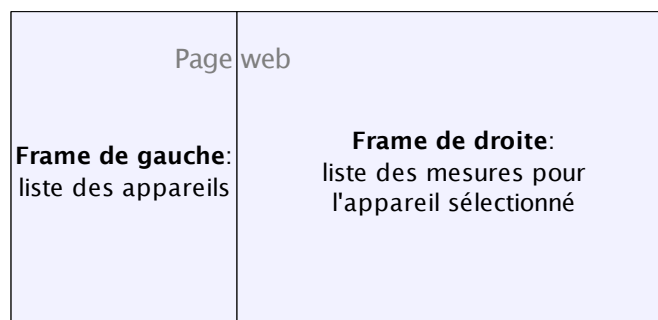 Page web
Frame de gauche:
liste des appareils
Frame de droite:
liste des mesures pour
l'appareil sélectionné